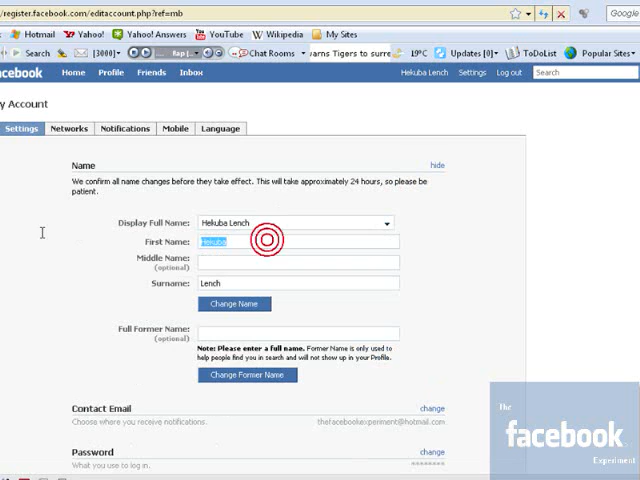 /register.facebook.com/editaccount.php?ref=mb
Google
Hotmail Yahoo! Yahoo! Answers YouTube Wikipedia My Sites
Search [3000] Rap Chat Rooms warns Tigers to surre 19°C Updates [0] ToDoList Popular Sites
acebook Home Profile Friends Inbox Hekuba Lench Settings Log out Search
y Account
Settings Networks Notifications Mobile Language
Name hide
We confirm all name changes before they take effect. This will take approximately 24 hours, so please be
patient.
Display Full Name: Hekuba Lench
First Name: Hekuba
Middle Name:
(optional)
Surname: Lench
Change Name
Full Former Name:
(optional)
Note: Please enter a full name. Former Name is only used to
help people find you in search and will not show up in your Profile.
Change Former Name
Contact Email change
Choose where you receive notifications. thefacebookexperiment@hotmail.com
Password change
What you use to log in. ********
The
facebook
Experiment